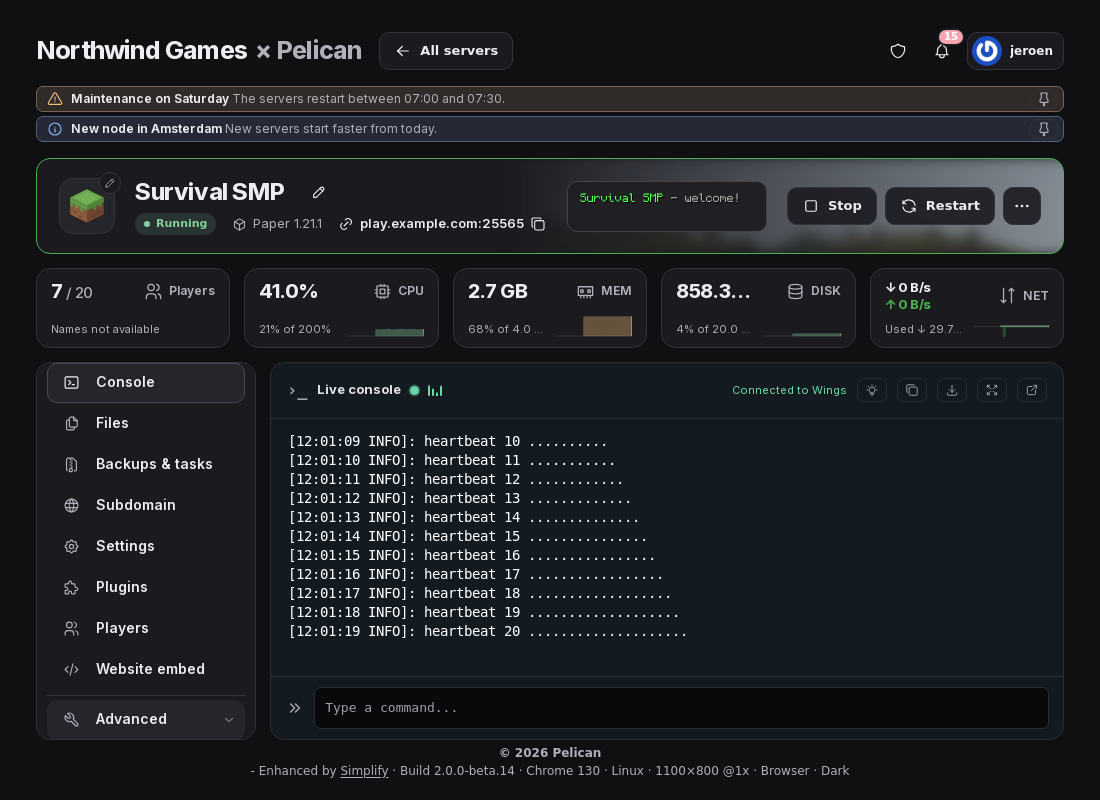 Northwind Games × Pelican
All servers
15
jeroen
Maintenance on Saturday The servers restart between 07:00 and 07:30.
New node in Amsterdam New servers start faster from today.
Survival SMP
Running
Paper 1.21.1
play.example.com:25565
Survival SMP – welcome!
Stop
Restart
7 / 20
Players
Names not available
41.0%
CPU
21% of 200%
2.7 GB
MEM
68% of 4.0 ...
858.3...
DISK
4% of 20.0 ...
↓ 0 B/s
↑ 0 B/s
NET
Used ↓ 29.7...
Console
Files
Backups & tasks
Subdomain
Settings
Plugins
Players
Website embed
Advanced
Live console
Connected to Wings
[12:01:09 INFO]: heartbeat 10 ..........
[12:01:10 INFO]: heartbeat 11 ...........
[12:01:11 INFO]: heartbeat 12 ............
[12:01:12 INFO]: heartbeat 13 .............
[12:01:13 INFO]: heartbeat 14 ..............
[12:01:14 INFO]: heartbeat 15 ...............
[12:01:15 INFO]: heartbeat 16 ................
[12:01:16 INFO]: heartbeat 17 .................
[12:01:17 INFO]: heartbeat 18 ..................
[12:01:18 INFO]: heartbeat 19 ...................
[12:01:19 INFO]: heartbeat 20 ....................
Type a command...
© 2026 Pelican
- Enhanced by Simplify · Build 2.0.0-beta.14 · Chrome 130 · Linux · 1100×800 @1x · Browser · Dark